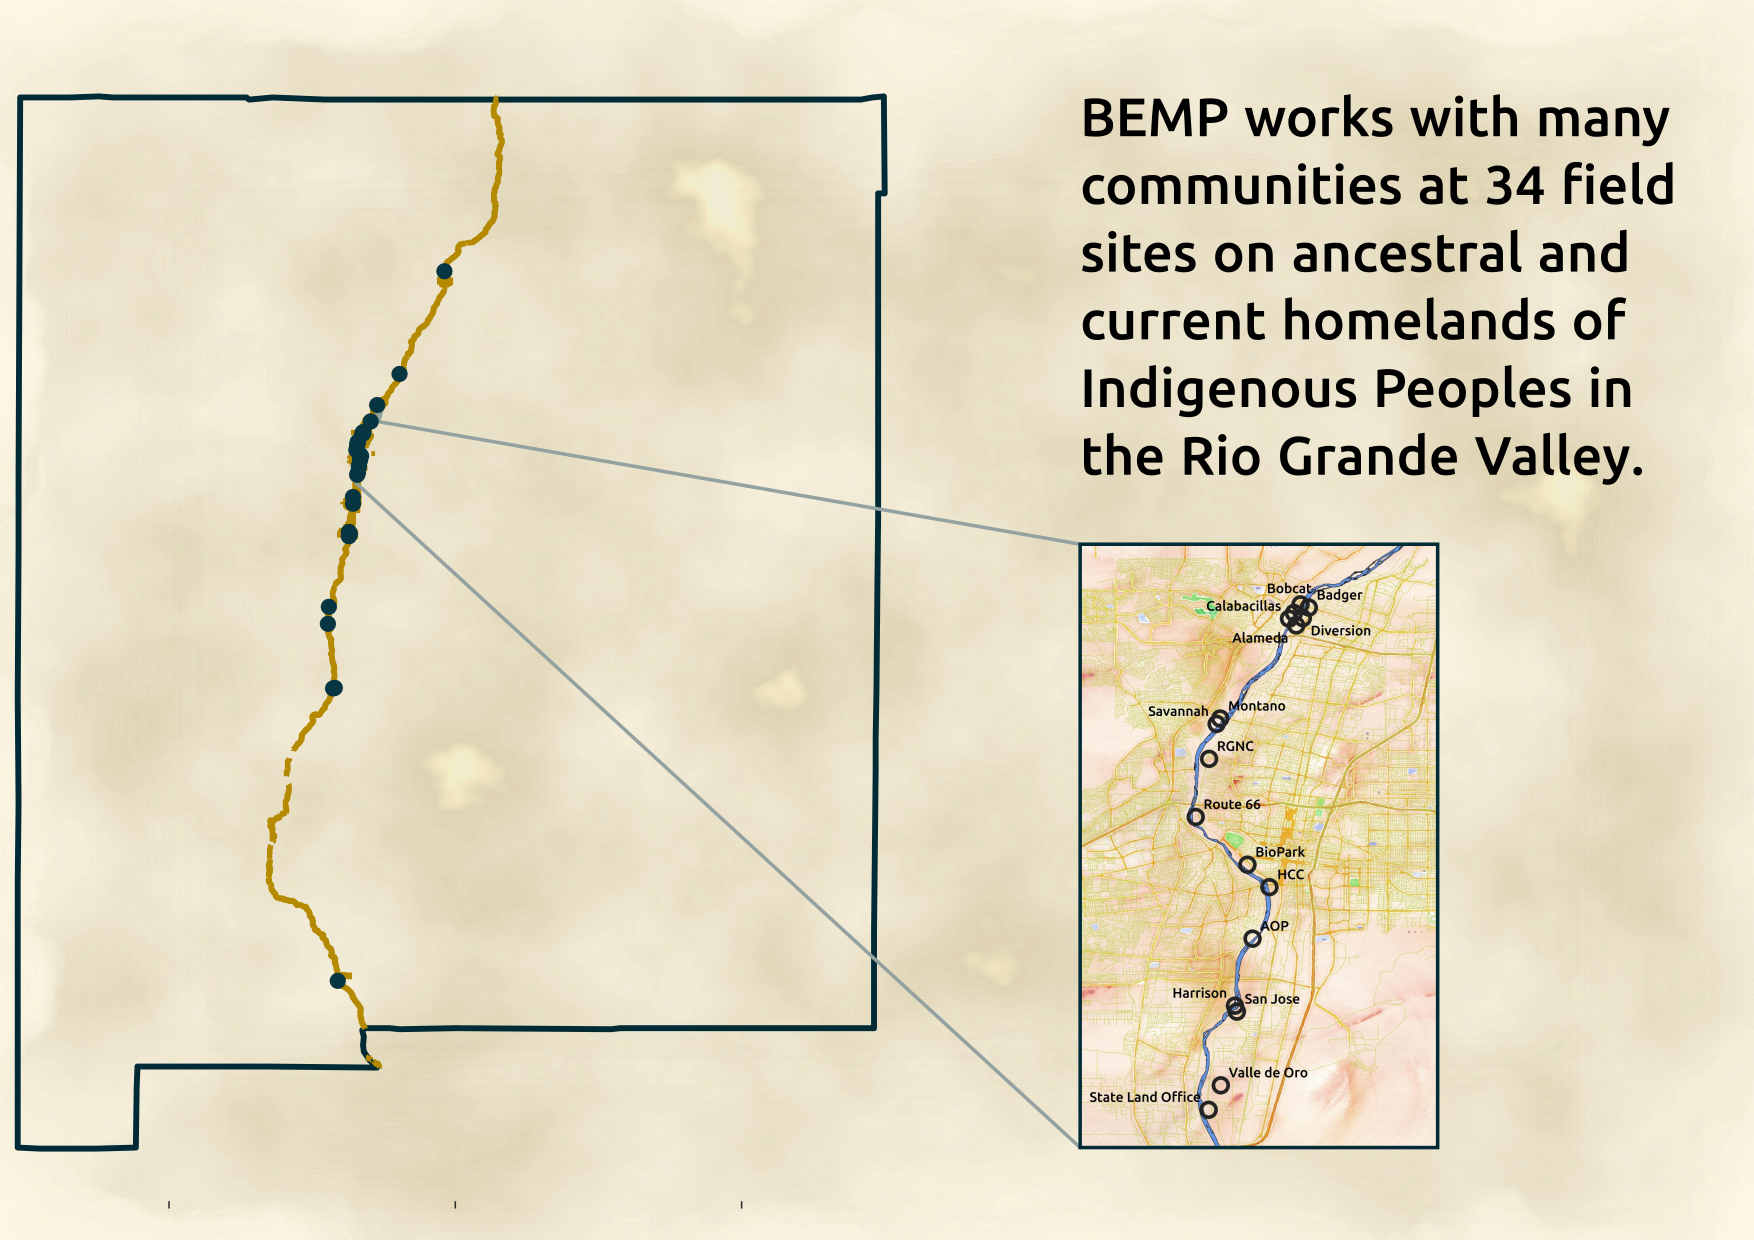 BEMP works with many
communities at 34 field
sites on ancestral and
current homelands of
Indigenous Peoples in
the Rio Grande Valley.
Bobcat
Badger
Calabacillas
Diversion
Alameda
Montano
Savannah
RGNC
Route 66
BioPark
HCC
AOP
Harrison
San Jose
Valle de Oro
State Land Office